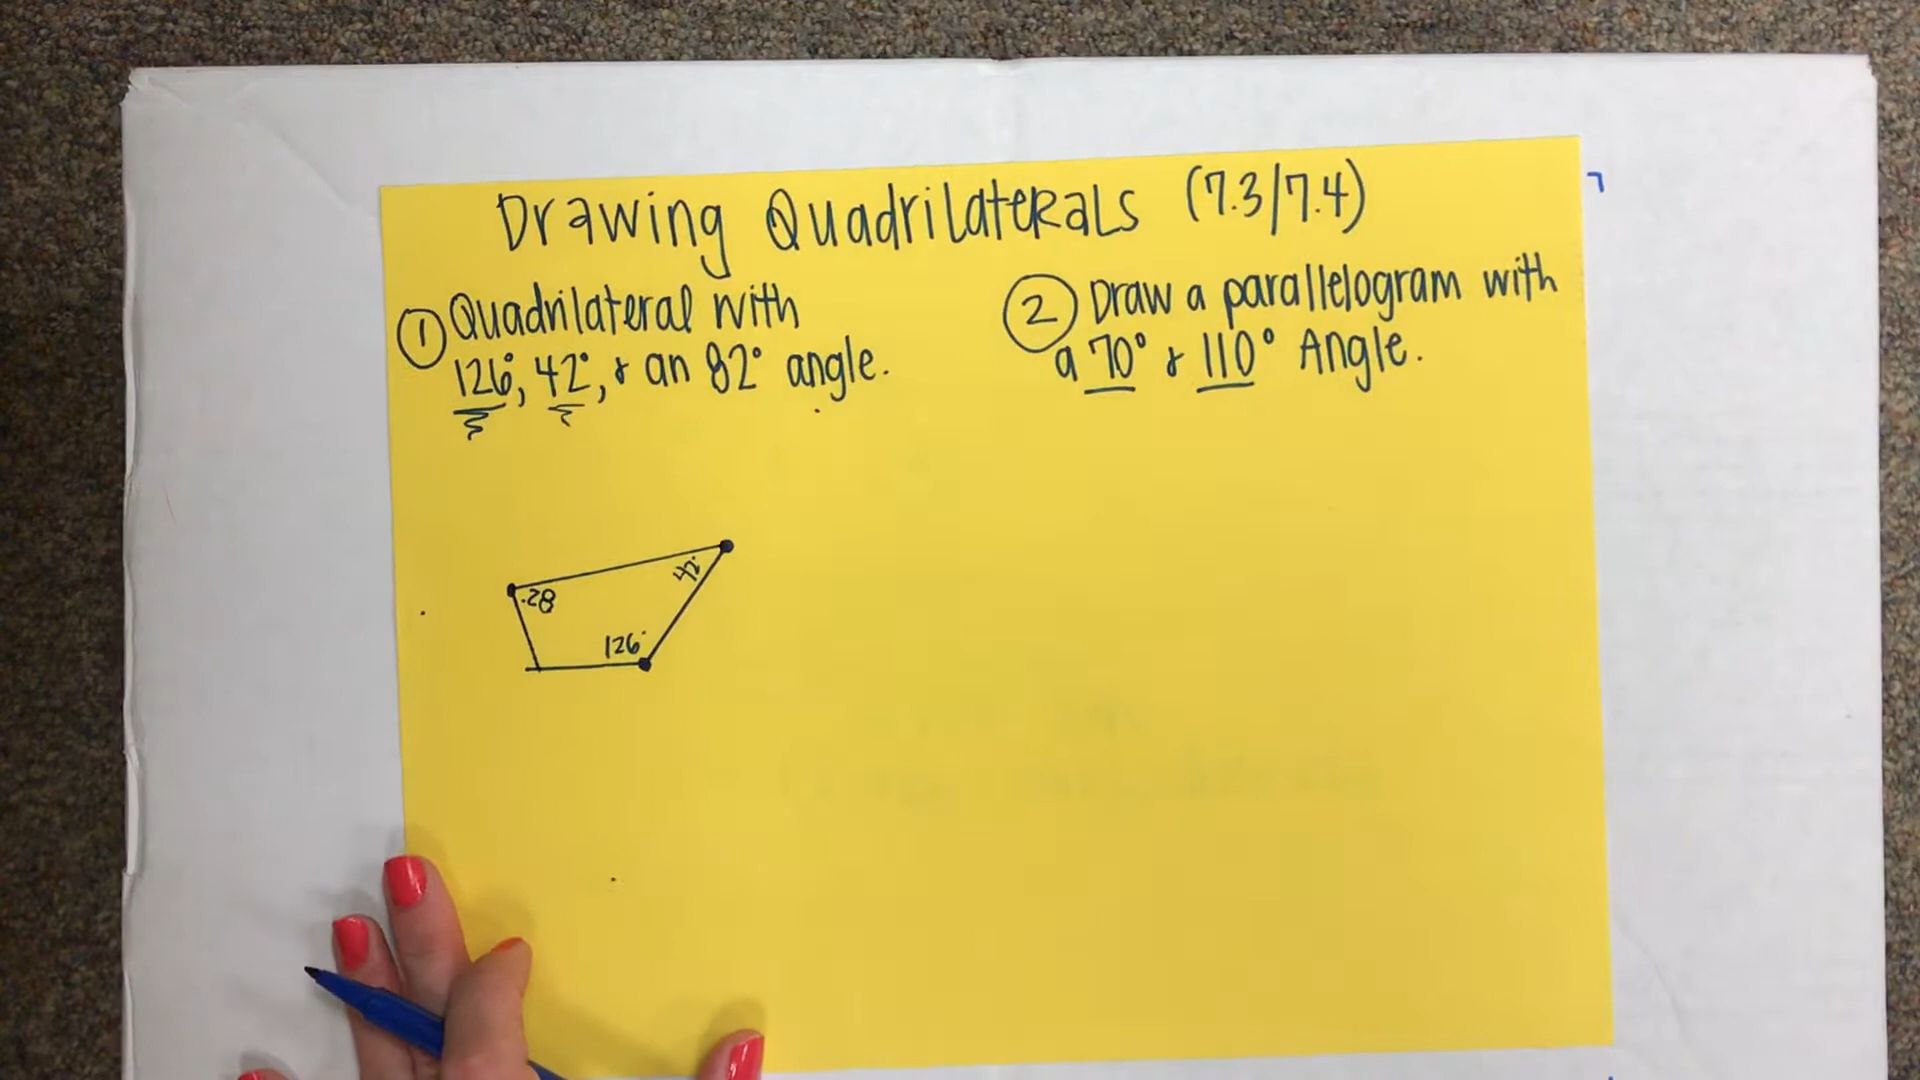 Drawing Quadrilaterals (7.3/7.4)
① Quadrilateral with
126°, 42°, & an 82° angle.
② Draw a parallelogram with
a 70° & 110° Angle.
42°
82°
126°